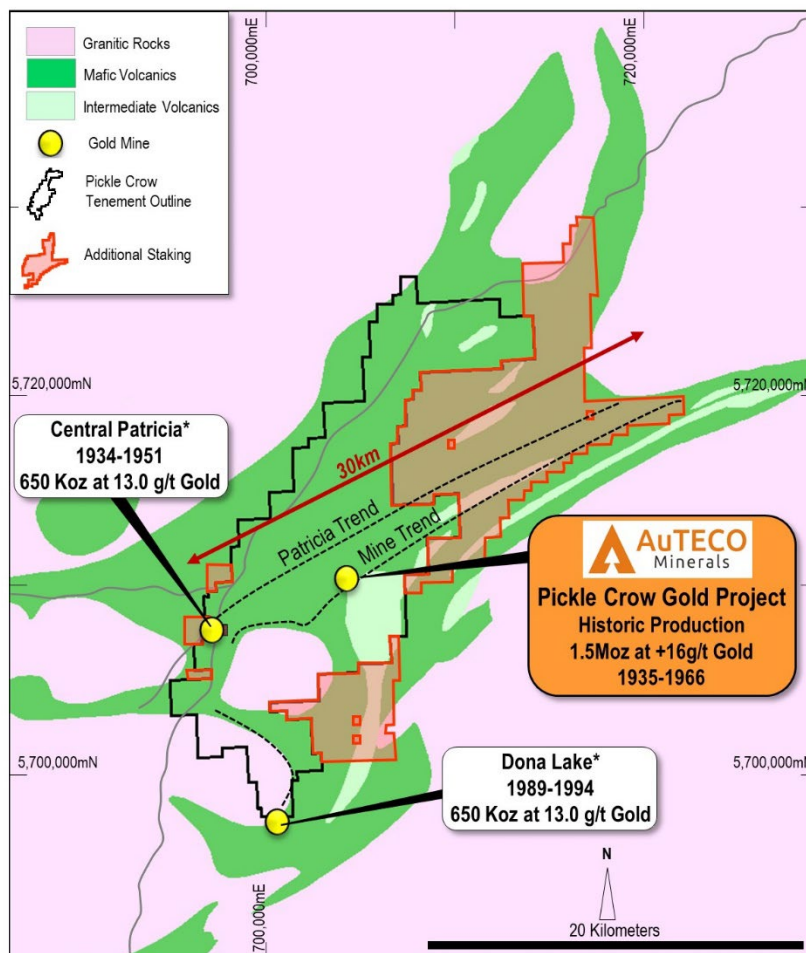 Granitic Rocks
Mafic Volcanics
Intermediate Volcanics
Gold Mine
Pickle Crow
Tenement Outline
Additional Staking
700,000mE
720,000mE
5,720,000mN
5,720,000mN
Central Patricia*
1934-1951
650 Koz at 13.0 g/t Gold
30km
Patricia Trend
Mine Trend
AuTECO
Minerals
Pickle Crow Gold Project
Historic Production
1.5Moz at +16g/t Gold
1935-1966
5,700,000mN
5,700,000mN
Dona Lake*
1989-1994
650 Koz at 13.0 g/t Gold
700,000mE
N
20 Kilometers